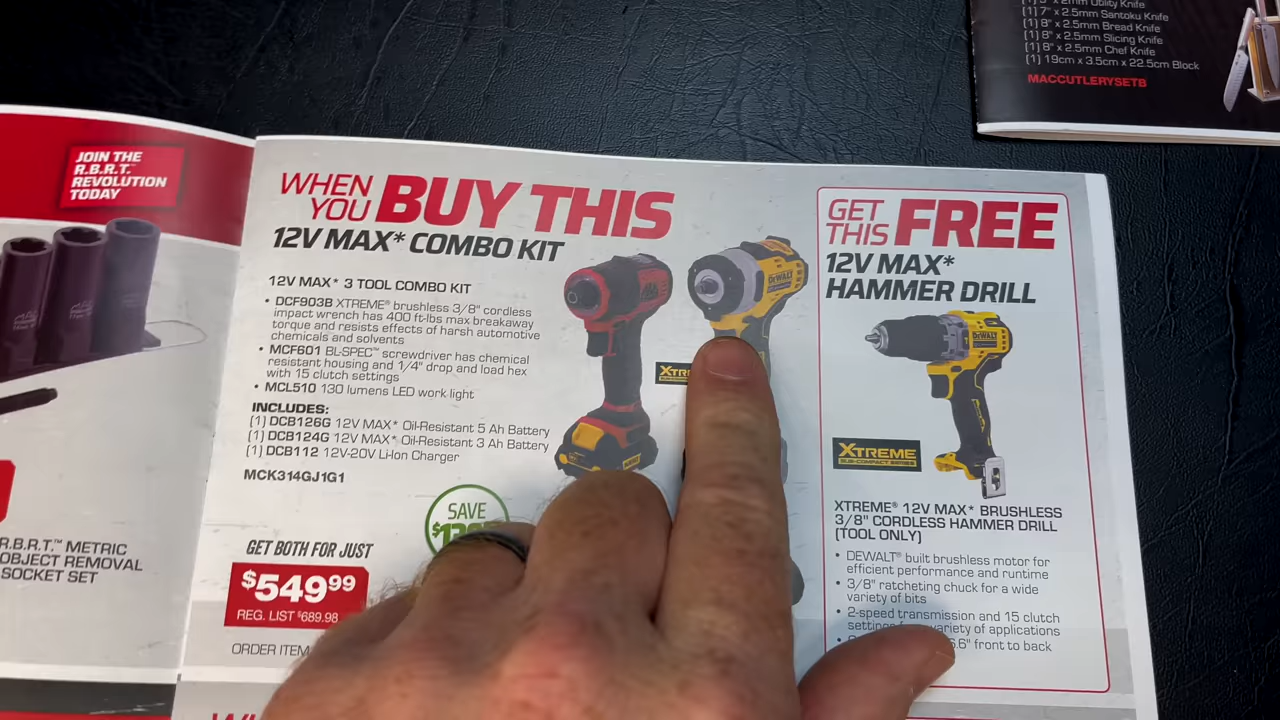 (1) 7" x 2.5mm Santoku Knife
(1) 8" x 2.5mm Bread Knife
(1) 8" x 2.5mm Slicing Knife
(1) 8" x 2.5mm Chef Knife
(1) 19cm x 3.5cm x 22.5cm Block
MACCUTLERYSETB
JOIN THE
R.B.R.T.™
REVOLUTION
TODAY
R.B.R.T.™ METRIC
OBJECT REMOVAL
SOCKET SET
WHEN YOU BUY THIS
12V MAX* COMBO KIT
12V MAX* 3 TOOL COMBO KIT
• DCF903B XTREME® brushless 3/8" cordless
impact wrench has 400 ft-lbs max breakaway
torque and resists effects of harsh automotive
chemicals and solvents
• MCF601 BL-SPEC™ screwdriver has chemical
resistant housing and 1/4" drop and load hex
with 15 clutch settings
• MCL510 130 lumens LED work light
INCLUDES:
(1) DCB126G 12V MAX* Oil-Resistant 5 Ah Battery
(1) DCB124G 12V MAX* Oil-Resistant 3 Ah Battery
(1) DCB112 12V-20V Li-Ion Charger
MCK314GJ1G1
SAVE
GET BOTH FOR JUST
$549.99
REG. LIST $689.98
ORDER ITEM
DEWALT
GET THIS FREE
12V MAX*
HAMMER DRILL
DEWALT
XTREME
SUB-COMPACT SERIES
XTREME® 12V MAX* BRUSHLESS
3/8" CORDLESS HAMMER DRILL
(TOOL ONLY)
• DEWALT® built brushless motor for
efficient performance and runtime
• 3/8" ratcheting chuck for a wide
variety of bits
• 2-speed transmission and 15 clutch
variety of applications
6.6" front to back